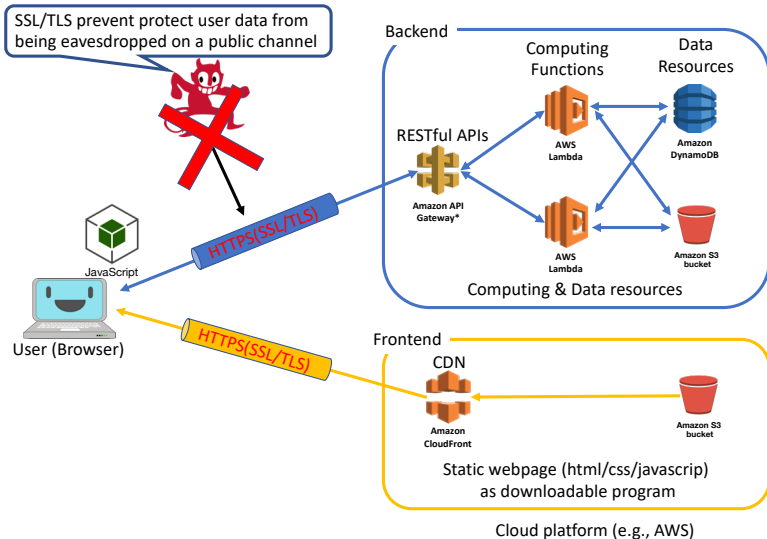 SSL/TLS prevent protect user data from
being eavesdropped on a public channel
Backend
Computing
Functions
Data
Resources
RESTful APIs
AWS
Lambda
Amazon
DynamoDB
Amazon API
Gateway*
HTTPS(SSL/TLS)
AWS
Lambda
Amazon S3
bucket
JavaScript
Computing & Data resources
User (Browser)
HTTPS(SSL/TLS)
Frontend
CDN
Amazon
CloudFront
Amazon S3
bucket
Static webpage (html/css/javascrip)
as downloadable program
Cloud platform (e.g., AWS)